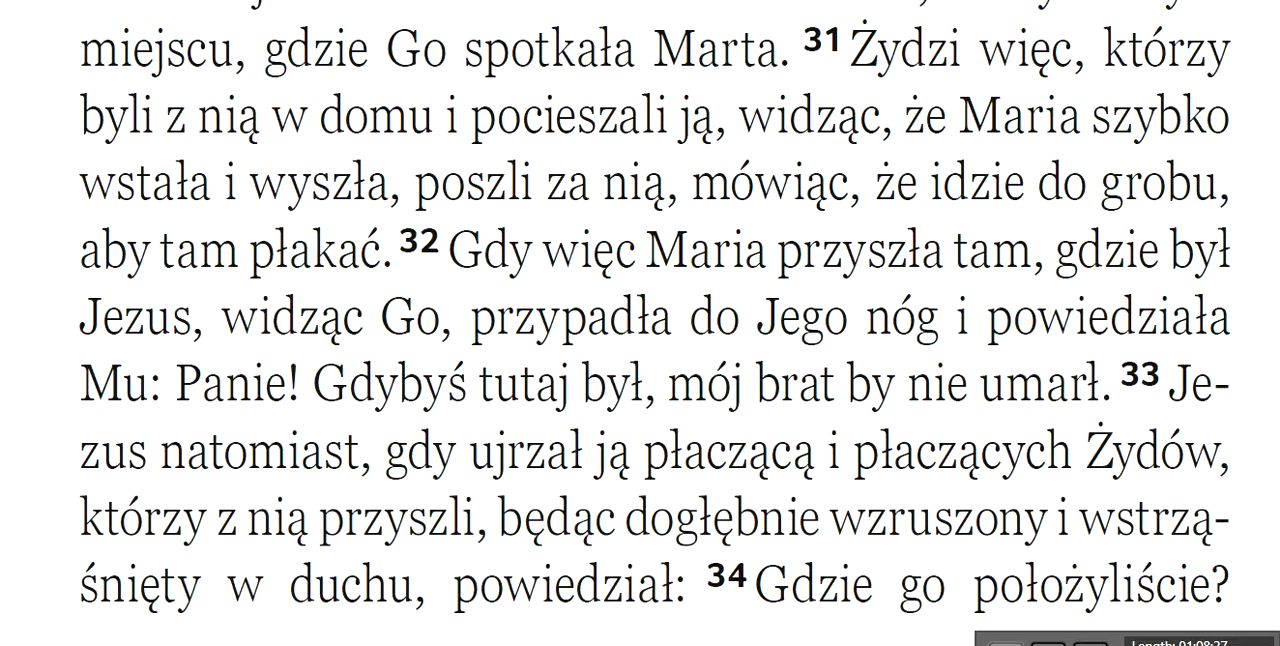 miejscu, gdzie Go spotkała Marta. 31 Żydzi więc, którzy
byli z nią w domu i pocieszali ją, widząc, że Maria szybko
wstała i wyszła, poszli za nią, mówiąc, że idzie do grobu,
aby tam płakać. 32 Gdy więc Maria przyszła tam, gdzie był
Jezus, widząc Go, przypadła do Jego nóg i powiedziała
Mu: Panie! Gdybyś tutaj był, mój brat by nie umarł. 33 Je-
zus natomiast, gdy ujrzał ją płaczącą i płaczących Żydów,
którzy z nią przyszli, będąc dogłębnie wzruszony i wstrzą-
śnięty w duchu, powiedział: 34 Gdzie go położyliście?
Length: 01:08:27